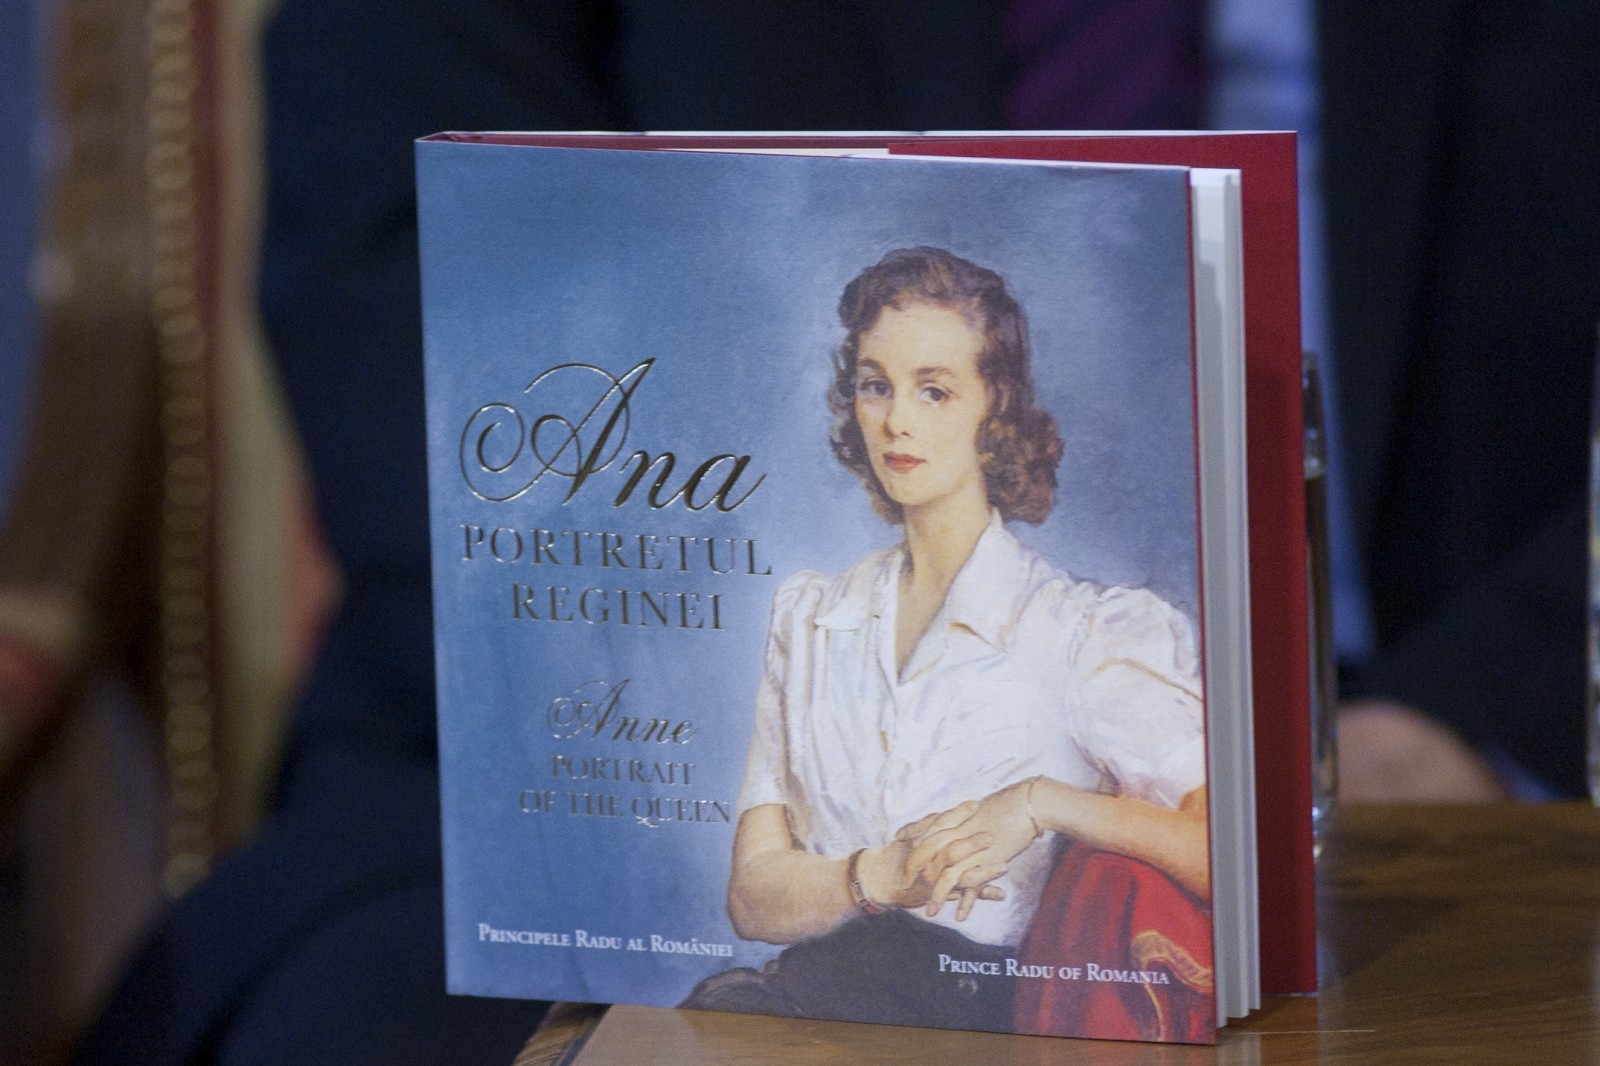 Ana
PORTRETUL
REGINEI
Anne
PORTRAIT
OF THE QUEEN
PRINCIPELE RADU AL ROMÂNIEI
PRINCE RADU OF ROMANIA